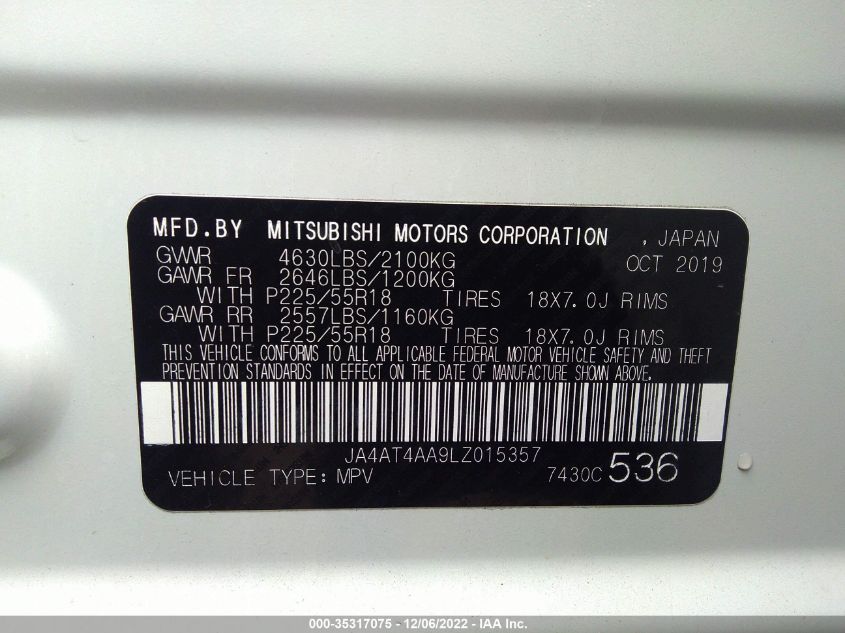 MFD.BY MITSUBISHI MOTORS CORPORATION , JAPAN
GVWR 4630LBS/2100KG OCT 2019
GAWR FR 2646LBS/1200KG
WITH P225/55R18 TIRES 18X7.0J RIMS
GAWR RR 2557LBS/1160KG
WITH P225/55R18 TIRES 18X7.0J RIMS
THIS VEHICLE CONFORMS TO ALL APPLICABLE FEDERAL MOTOR VEHICLE SAFETY AND THEFT
PREVENTION STANDARDS IN EFFECT ON THE DATE OF MANUFACTURE SHOWN ABOVE.
JA4AT4AA9LZ015357
VEHICLE TYPE: MPV 7430C 536
000-35317075 - 12/06/2022 - IAA Inc.